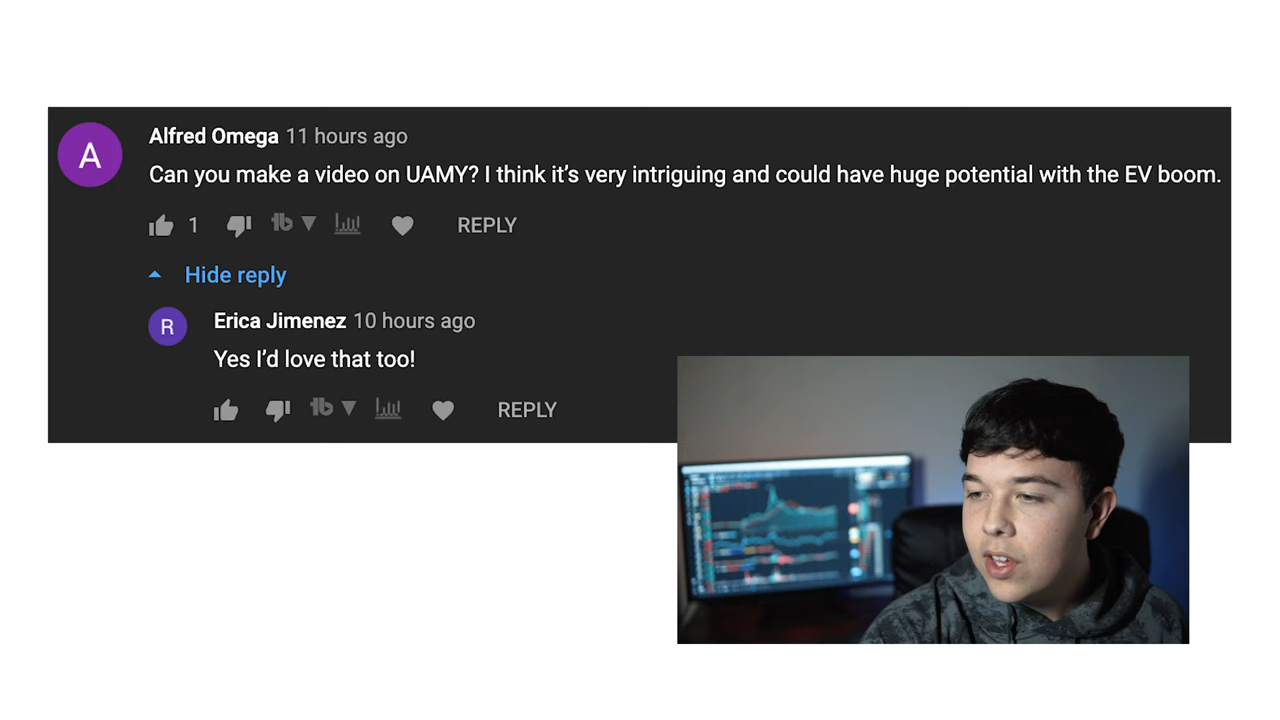 A
Alfred Omega 11 hours ago
Can you make a video on UAMY? I think it's very intriguing and could have huge potential with the EV boom.
1 REPLY
Hide reply
R
Erica Jimenez 10 hours ago
Yes I'd love that too!
REPLY